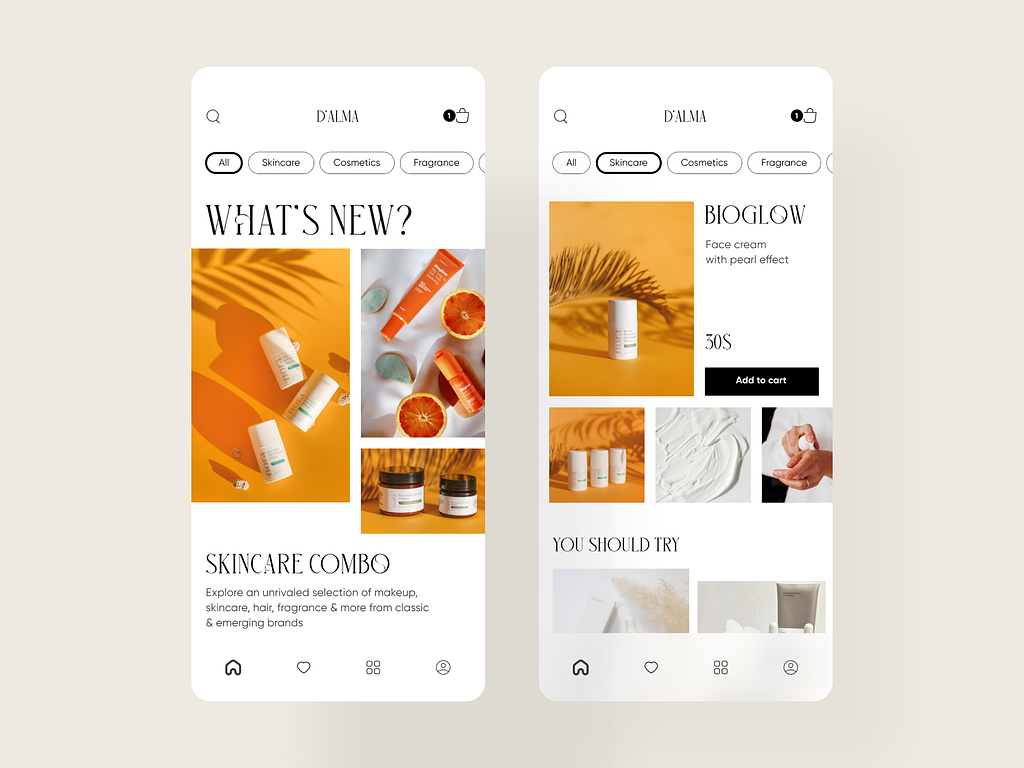 D'ALMA
1
All
Skincare
Cosmetics
Fragrance
WHAT'S NEW?
SKINCARE COMBO
Explore an unrivaled selection of makeup,
skincare, hair, fragrance & more from classic
& emerging brands
D'ALMA
1
All
Skincare
Cosmetics
Fragrance
BIOGLOW
Face cream
with pearl effect
30$
Add to cart
YOU SHOULD TRY